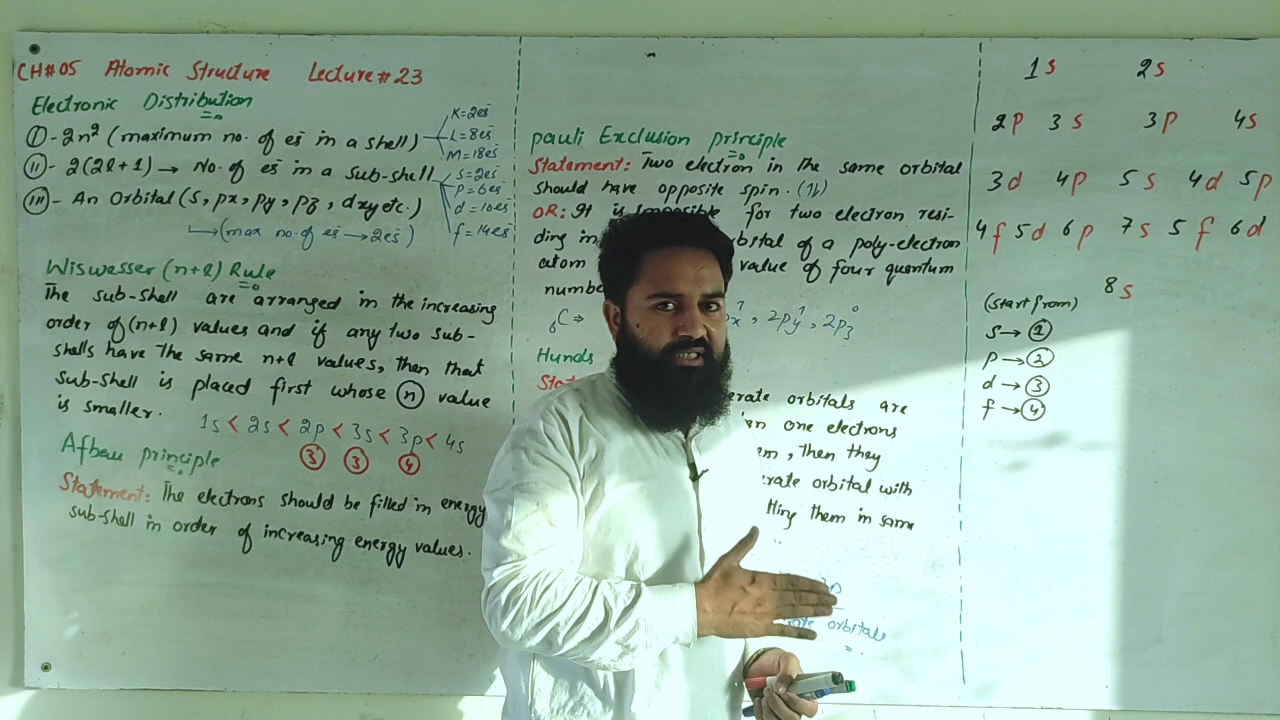 CH#05 Atomic Structure Lecture#23
Electronic Distribution
(I)- 2n² (maximum no. of es̄ in a shell)
K=2es̄
L=8es̄
M=18es̄
(II)- 2(2l+1)→ No. of es̄ in a sub-shell
s=2es̄
p=6es̄
d=10es̄
f=14es̄
(III)- An Orbital (s, px, py, pz, dxy etc.)
↳(max no. of es̄ →2es̄)
Wiswesser (n+l) Rule
The sub-shell are arranged in the increasing
order of (n+l) values and if any two sub-
shells have the same n+l values, then that
sub-shell is placed first whose (n) value
is smaller.
1s < 2s < 2p < 3s < 3p < 4s
(3) (3) (4)
Afbau principle
Statement: The electrons should be filled in energy
sub-shell in order of increasing energy values.
pauli Exclusion principle
Statement: Two electron in the same orbital
should have opposite spin. (1↓)
OR: It is impossible for two electron resi-
ding in of a poly-electron
atom value of four quantum
₆C ⇒ , 2py¹, 2pz⁰
Hunds
orbitals are
one electrons
, then they
orbital with
them in same
orbitals
1s 2s
2p 3s 3p 4s
3d 4p 5s 4d 5p
4f 5d 6p 7s 5f 6d
8s
(start from)
s→(1)
p→(2)
d→(3)
f→(4)